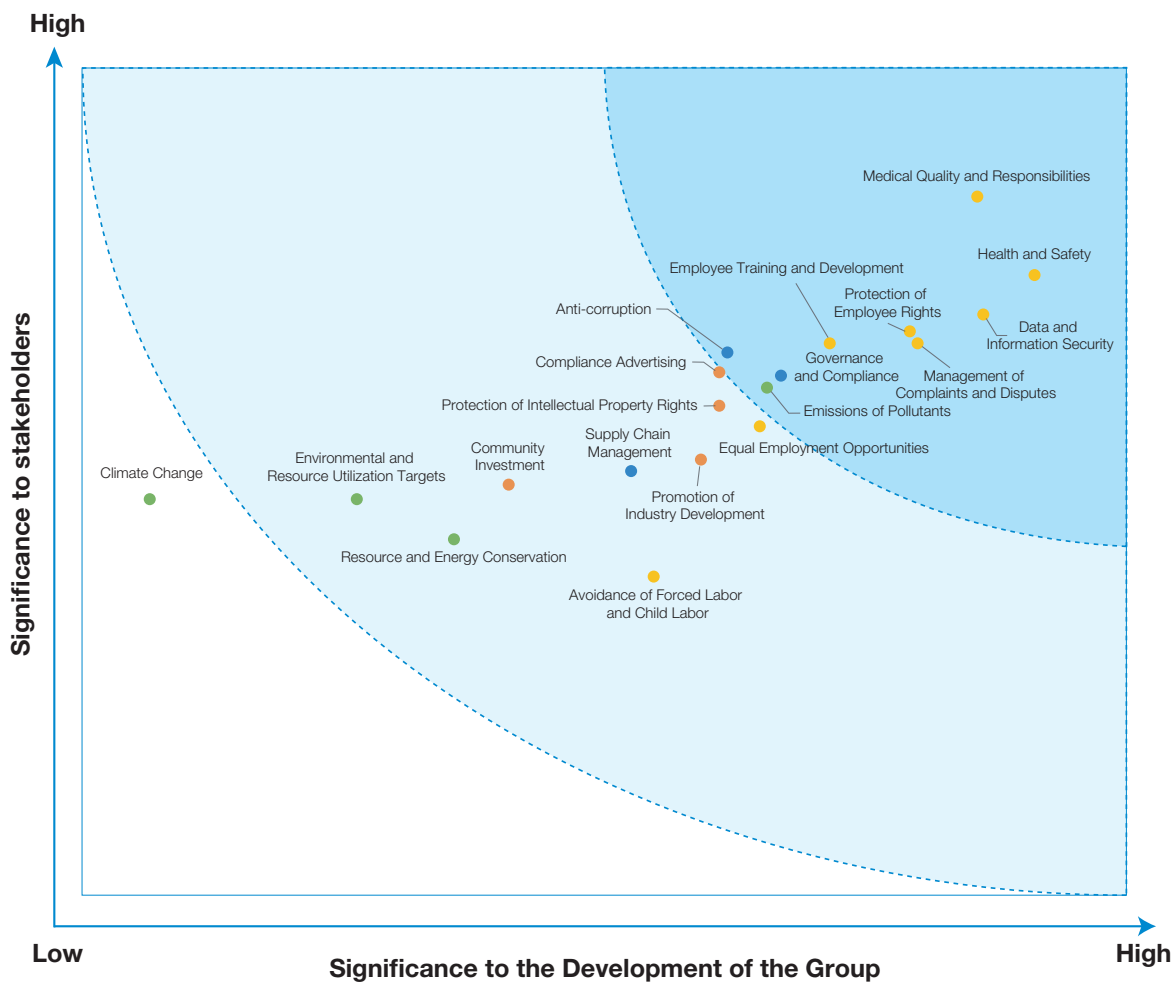 High
Medical Quality and Responsibilities
Health and Safety
Employee Training and Development
Protection of
Employee Rights
Anti-corruption
Data and
Information Security
Governance
and Compliance
Compliance Advertising
Management of
Complaints and Disputes
Protection of Intellectual Property Rights
Emissions of Pollutants
Supply Chain
Management
Equal Employment Opportunities
Community
Investment
Environmental and
Resource Utilization Targets
Climate Change
Promotion of
Industry Development
Resource and Energy Conservation
Avoidance of Forced Labor
and Child Labor
Significance to stakeholders
Low
Significance to the Development of the Group
High